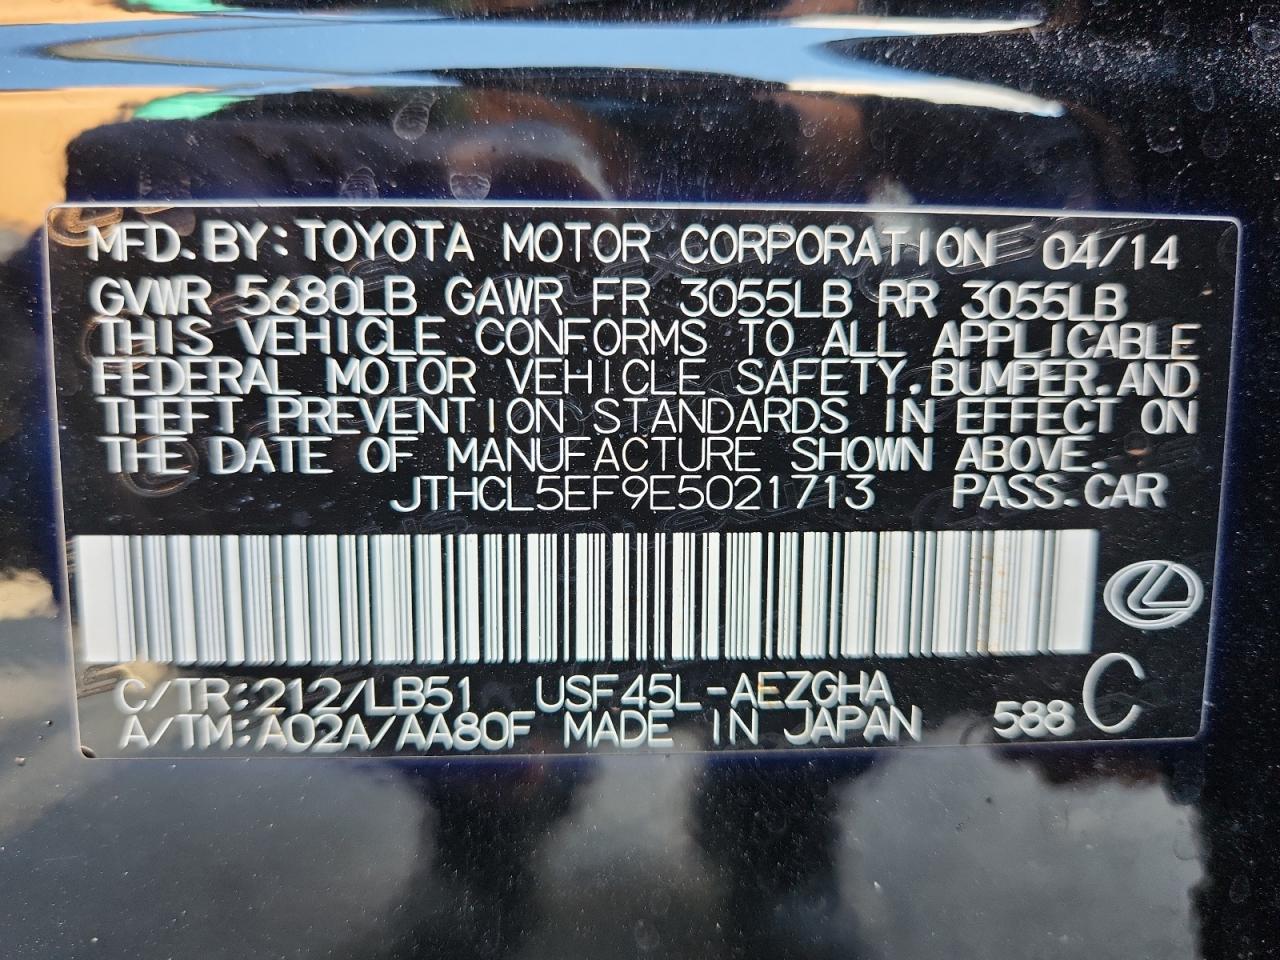 MFD. BY: TOYOTA MOTOR CORPORATION 04/14
GVWR 5680LB GAWR FR 3055LB RR 3055LB
THIS VEHICLE CONFORMS TO ALL APPLICABLE
FEDERAL MOTOR VEHICLE SAFETY, BUMPER, AND
THEFT PREVENTION STANDARDS IN EFFECT ON
THE DATE OF MANUFACTURE SHOWN ABOVE.
JTHCL5EF9E5021713 PASS. CAR
C/TR: 212/LB51 USF45L-AEZGHA
A/TM: A02A/AA80F MADE IN JAPAN 588 C